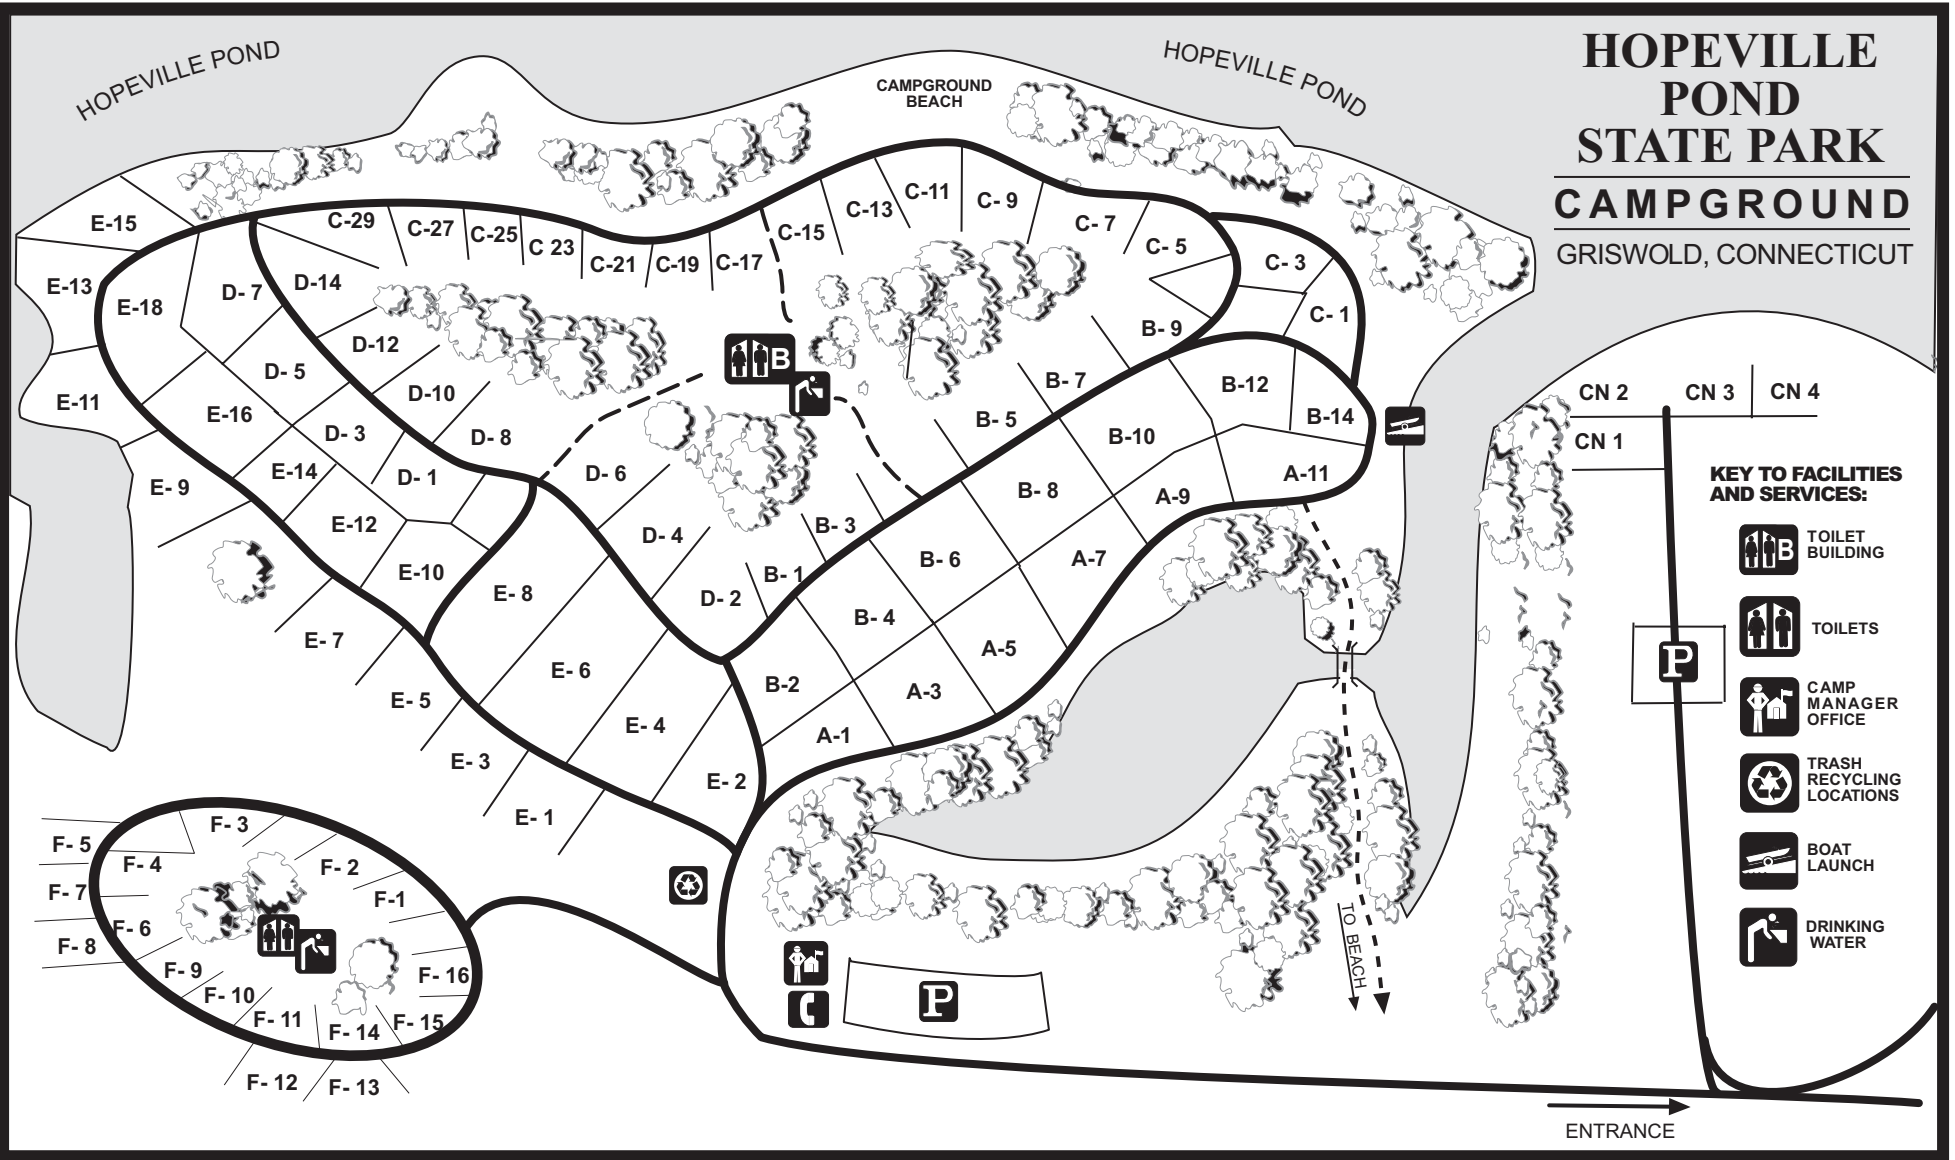 HOPEVILLE POND
HOPEVILLE POND
CAMPGROUND
BEACH
HOPEVILLE
POND
STATE PARK
CAMPGROUND
GRISWOLD, CONNECTICUT
E-15
E-13
E-18
E-11
E- 9
E-16
E-14
E-12
E-10
E- 7
E- 5
E- 3
E- 1
E- 8
E- 6
E- 4
E- 2
D- 7
D- 5
D- 3
D- 1
D-14
D-12
D-10
D- 8
D- 6
D- 4
D- 2
C-29
C-27
C-25
C 23
C-21
C-19
C-17
C-15
C-13
C-11
C- 9
C- 7
C- 5
C- 3
C- 1
B
B- 9
B- 7
B- 5
B- 3
B- 1
B-12
B-14
B-10
B- 8
B- 6
B- 4
B-2
A-11
A-9
A-7
A-5
A-3
A-1
F- 5
F- 7
F- 8
F- 3
F- 4
F- 6
F- 2
F-1
F- 9
F- 10
F- 11
F- 14
F- 15
F- 16
F- 12
F- 13
P
TO BEACH
CN 2
CN 3
CN 4
CN 1
P
KEY TO FACILITIES
AND SERVICES:
B
TOILET
BUILDING
TOILETS
CAMP
MANAGER
OFFICE
TRASH
RECYCLING
LOCATIONS
BOAT
LAUNCH
DRINKING
WATER
ENTRANCE